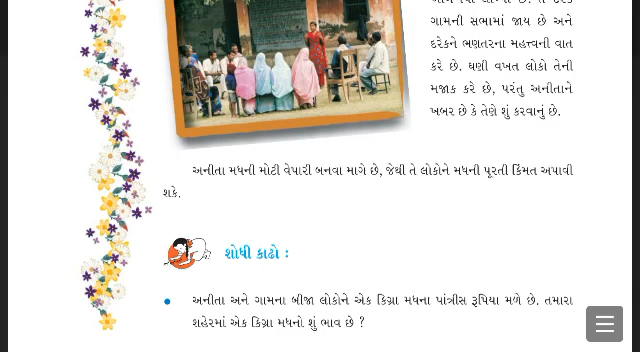 ગામની સભામાં જાય છે અને
દરેકને ભણતરના મહત્ત્વની વાત
કરે છે. ઘણી વખત લોકો તેની
મજાક કરે છે, પરંતુ અનીતાને
ખબર છે કે તેણે શું કરવાનું છે.
અનીતા મધની મોટી વેપારી બનવા માગે છે, જેથી તે લોકોને મધની પૂરતી કિંમત અપાવી
શકે.
શોધી કાઢો :
• અનીતા અને ગામના બીજા લોકોને એક કિગ્રા મધના પાંત્રીસ રૂપિયા મળે છે. તમારા
શહેરમાં એક કિગ્રા મધનો શું ભાવ છે ?